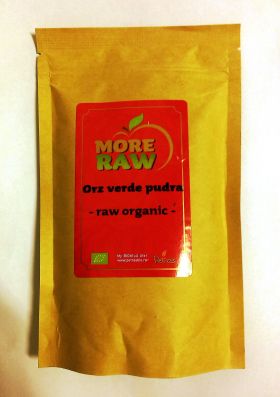 MORE
RAW
Orz verde pudra
- raw organic -